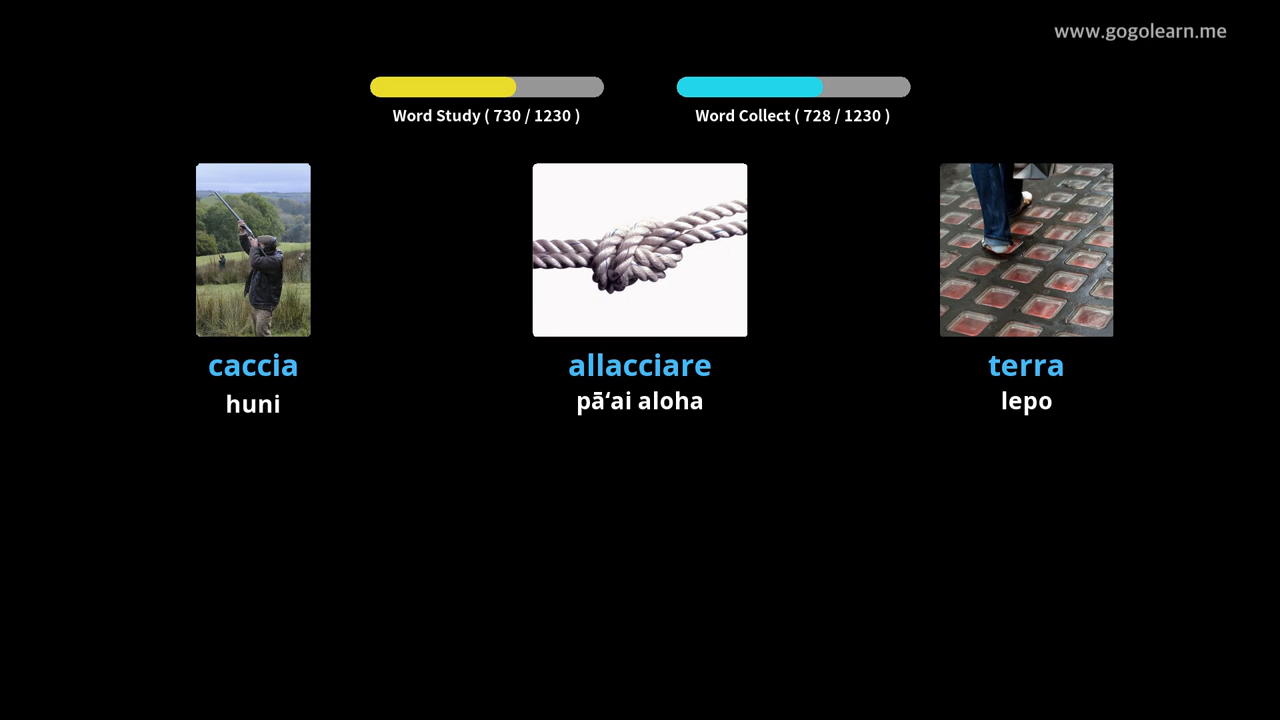 www.gogolearn.me
Word Study ( 730 / 1230 )
Word Collect ( 728 / 1230 )
caccia
huni
allacciare
pāʻai aloha
terra
lepo